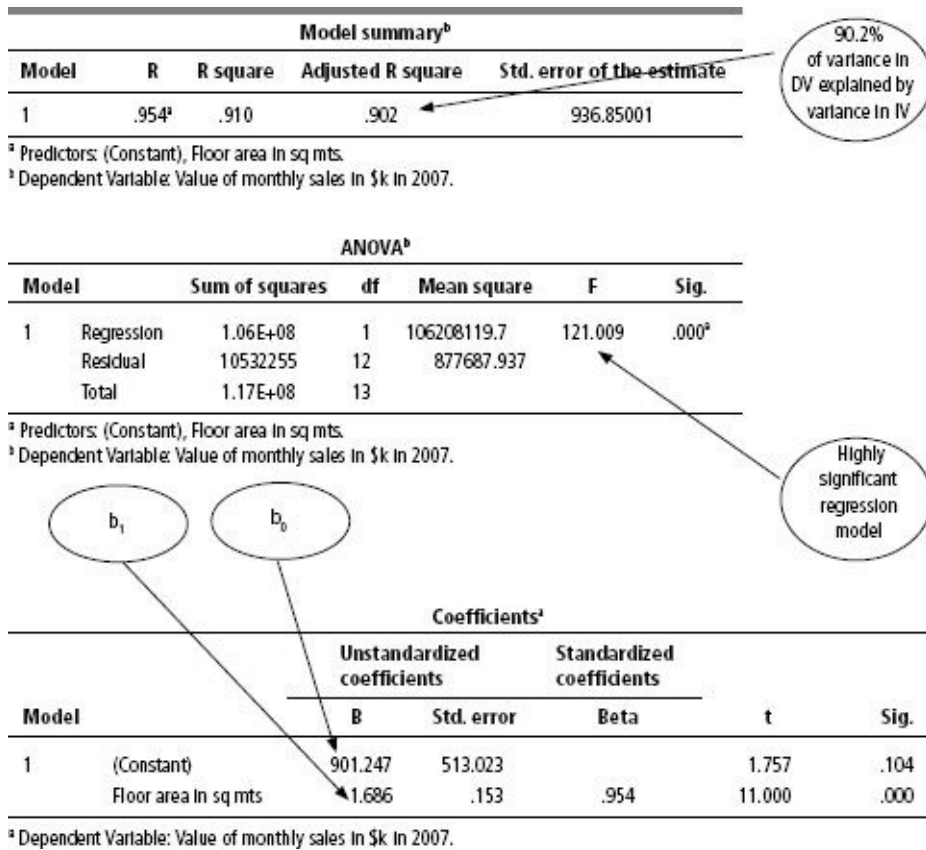 Model summaryᵇ
Model R R square Adjusted R square Std. error of the estimate
1 .954ᵃ .910 .902 936.85001
ᵃ Predictors: (Constant), Floor area in sq mts.
ᵇ Dependent Variable: Value of monthly sales in $k in 2007.
90.2%
of variance in
DV explained by
variance in IV
ANOVAᵇ
Model Sum of squares df Mean square F Sig.
1 Regression 1.06E+08 1 106208119.7 121.009 .000ᵃ
Residual 10532255 12 877687.937
Total 1.17E+08 13
ᵃ Predictors: (Constant), Floor area in sq mts.
ᵇ Dependent Variable: Value of monthly sales in $k in 2007.
Highly
significant
regression
model
b₁ b₀
Coefficientsᵃ
Unstandardized Standardized
coefficients coefficients
Model B Std. error Beta t Sig.
1 (Constant) 901.247 513.023 1.757 .104
Floor area in sq mts 1.686 .153 .954 11.000 .000
ᵃ Dependent Variable: Value of monthly sales in $k in 2007.